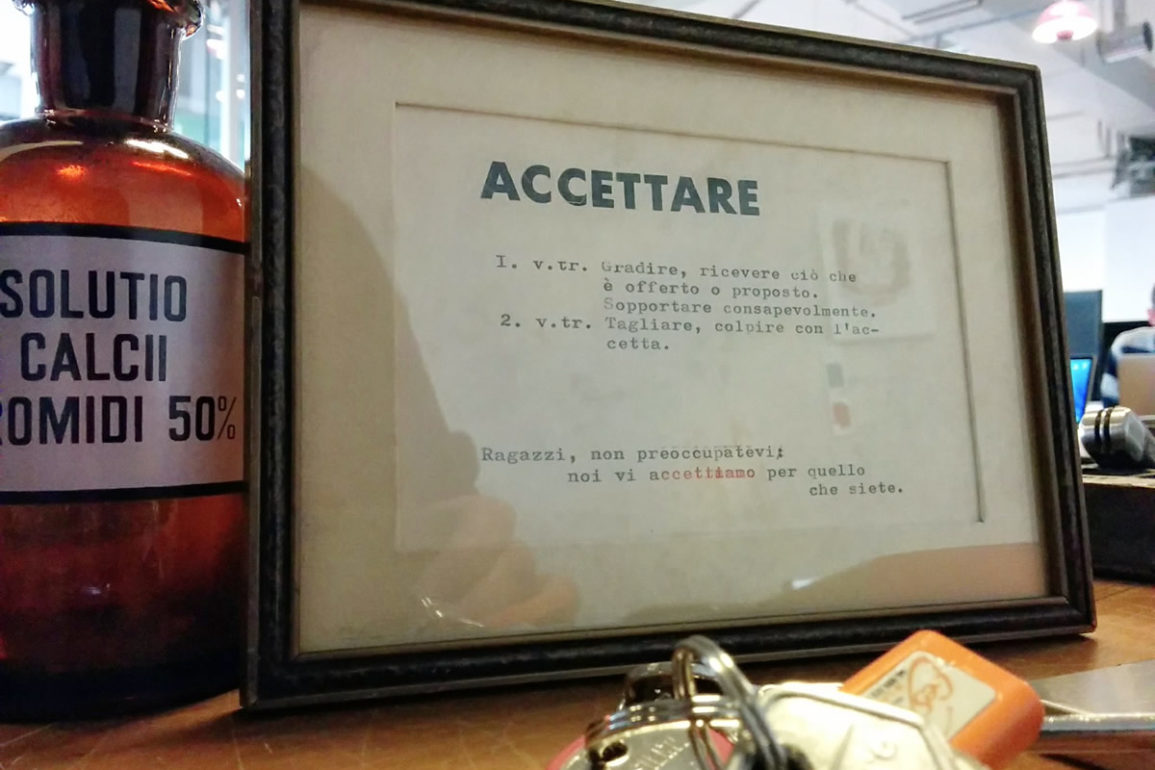 SOLUTIO
CALCII
ROMIDI 50%
ACCETTARE
1. v.tr. Gradire, ricevere ciò che
è offerto o proposto.
Sopportare consapevolmente.
2. v.tr. Tagliare, colpire con l'ac-
cetta.
Ragazzi, non preoccupatevi;
noi vi accettiamo per quello
che siete.